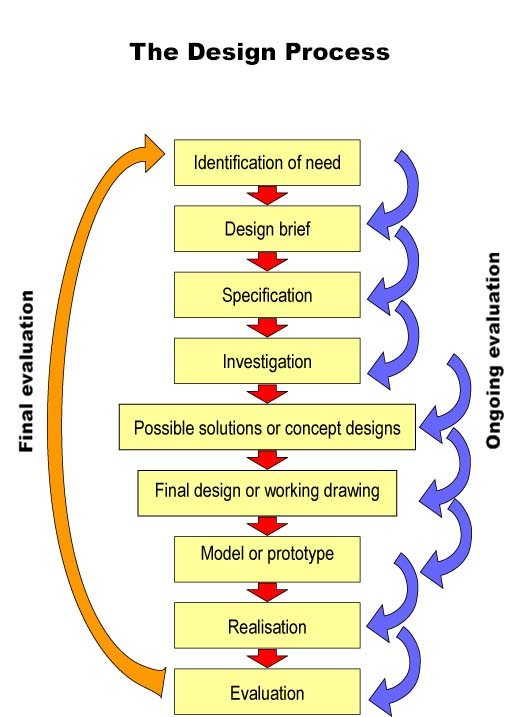 The Design Process
Identification of need
Design brief
Specification
Investigation
Possible solutions or concept designs
Final design or working drawing
Model or prototype
Realisation
Evaluation
Final evaluation
Ongoing evaluation